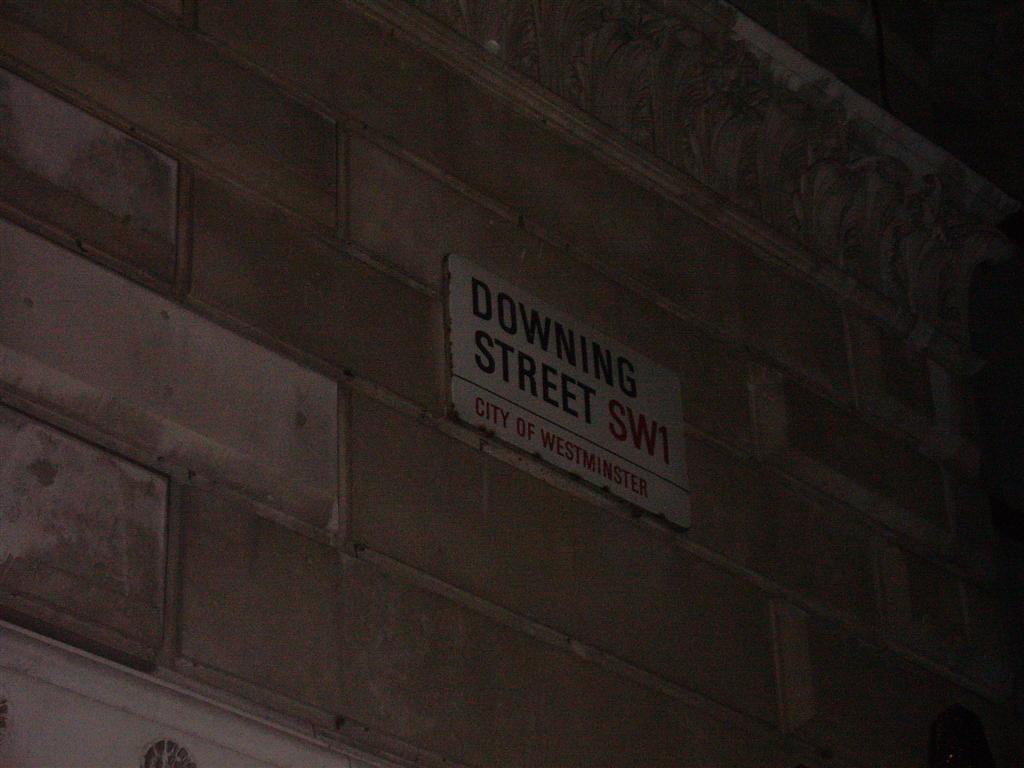 DOWNING
STREET SW1
CITY OF WESTMINSTER